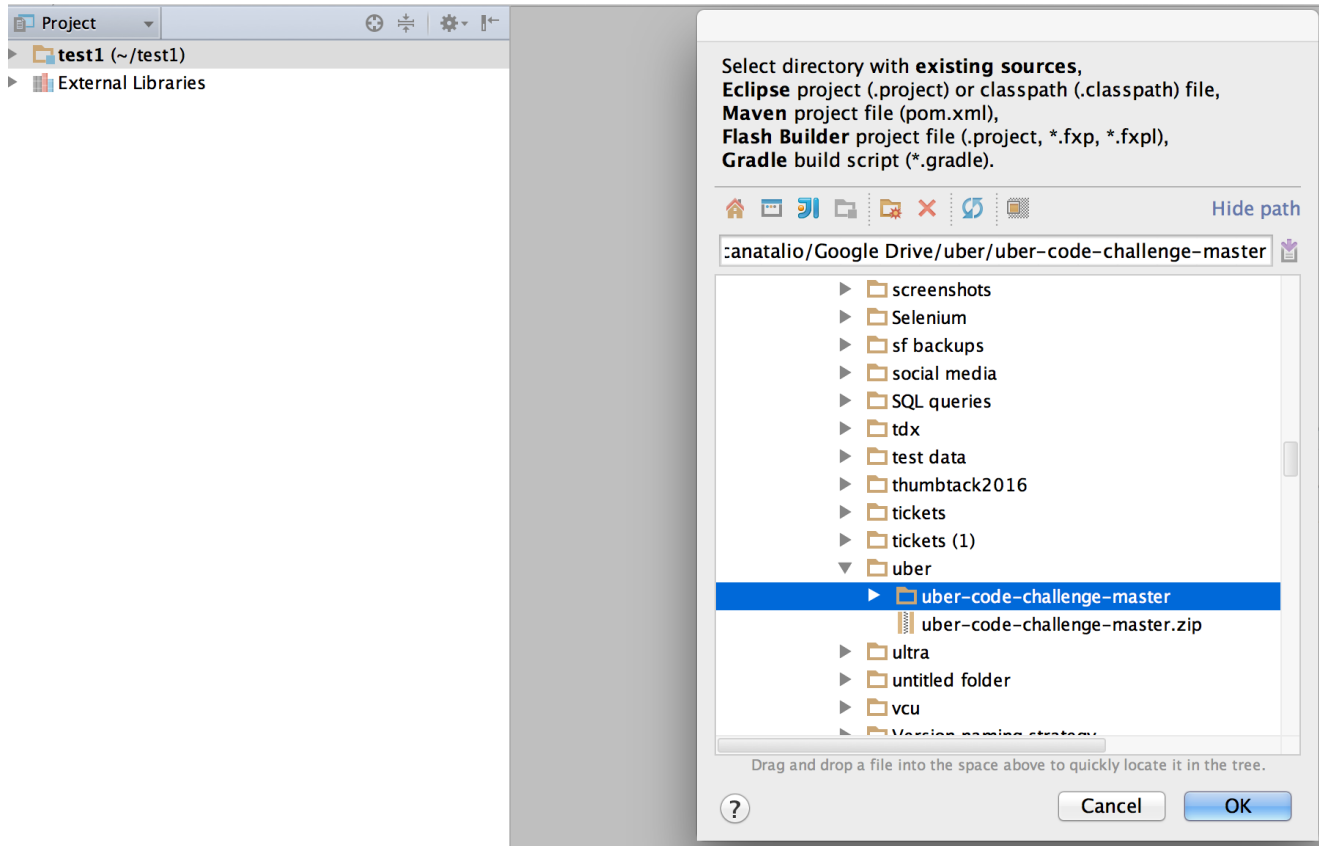 Project
test1 (~/test1)
External Libraries
Select directory with existing sources,
Eclipse project (.project) or classpath (.classpath) file,
Maven project file (pom.xml),
Flash Builder project file (.project, *.fxp, *.fxpl),
Gradle build script (*.gradle).
Hide path
canatalio/Google Drive/uber/uber-code-challenge-master
screenshots
Selenium
sf backups
social media
SQL queries
tdx
test data
thumbtack2016
tickets
tickets (1)
uber
uber-code-challenge-master
uber-code-challenge-master.zip
ultra
untitled folder
vcu
Version naming strategy
Drag and drop a file into the space above to quickly locate it in the tree.
?
Cancel
OK